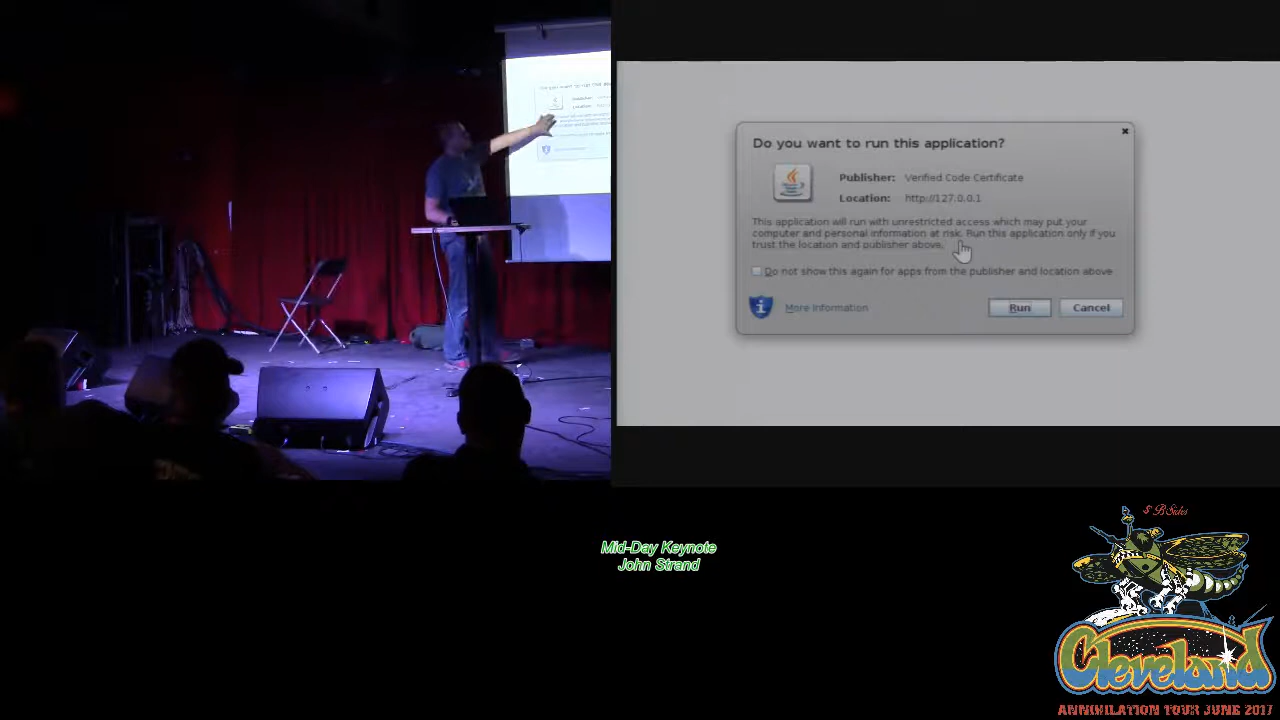 Do you want to run this application?
Publisher: Verified Code Certificate
Location: http://127.0.0.1
This application will run with unrestricted access which may put your
computer and personal information at risk. Run this application only if you
trust the location and publisher above.
Do not show this again for apps from the publisher and location above
More Information
Run
Cancel
Mid-Day Keynote
John Strand
BSides
Cleveland
ANNIHILATION TOUR JUNE 2017